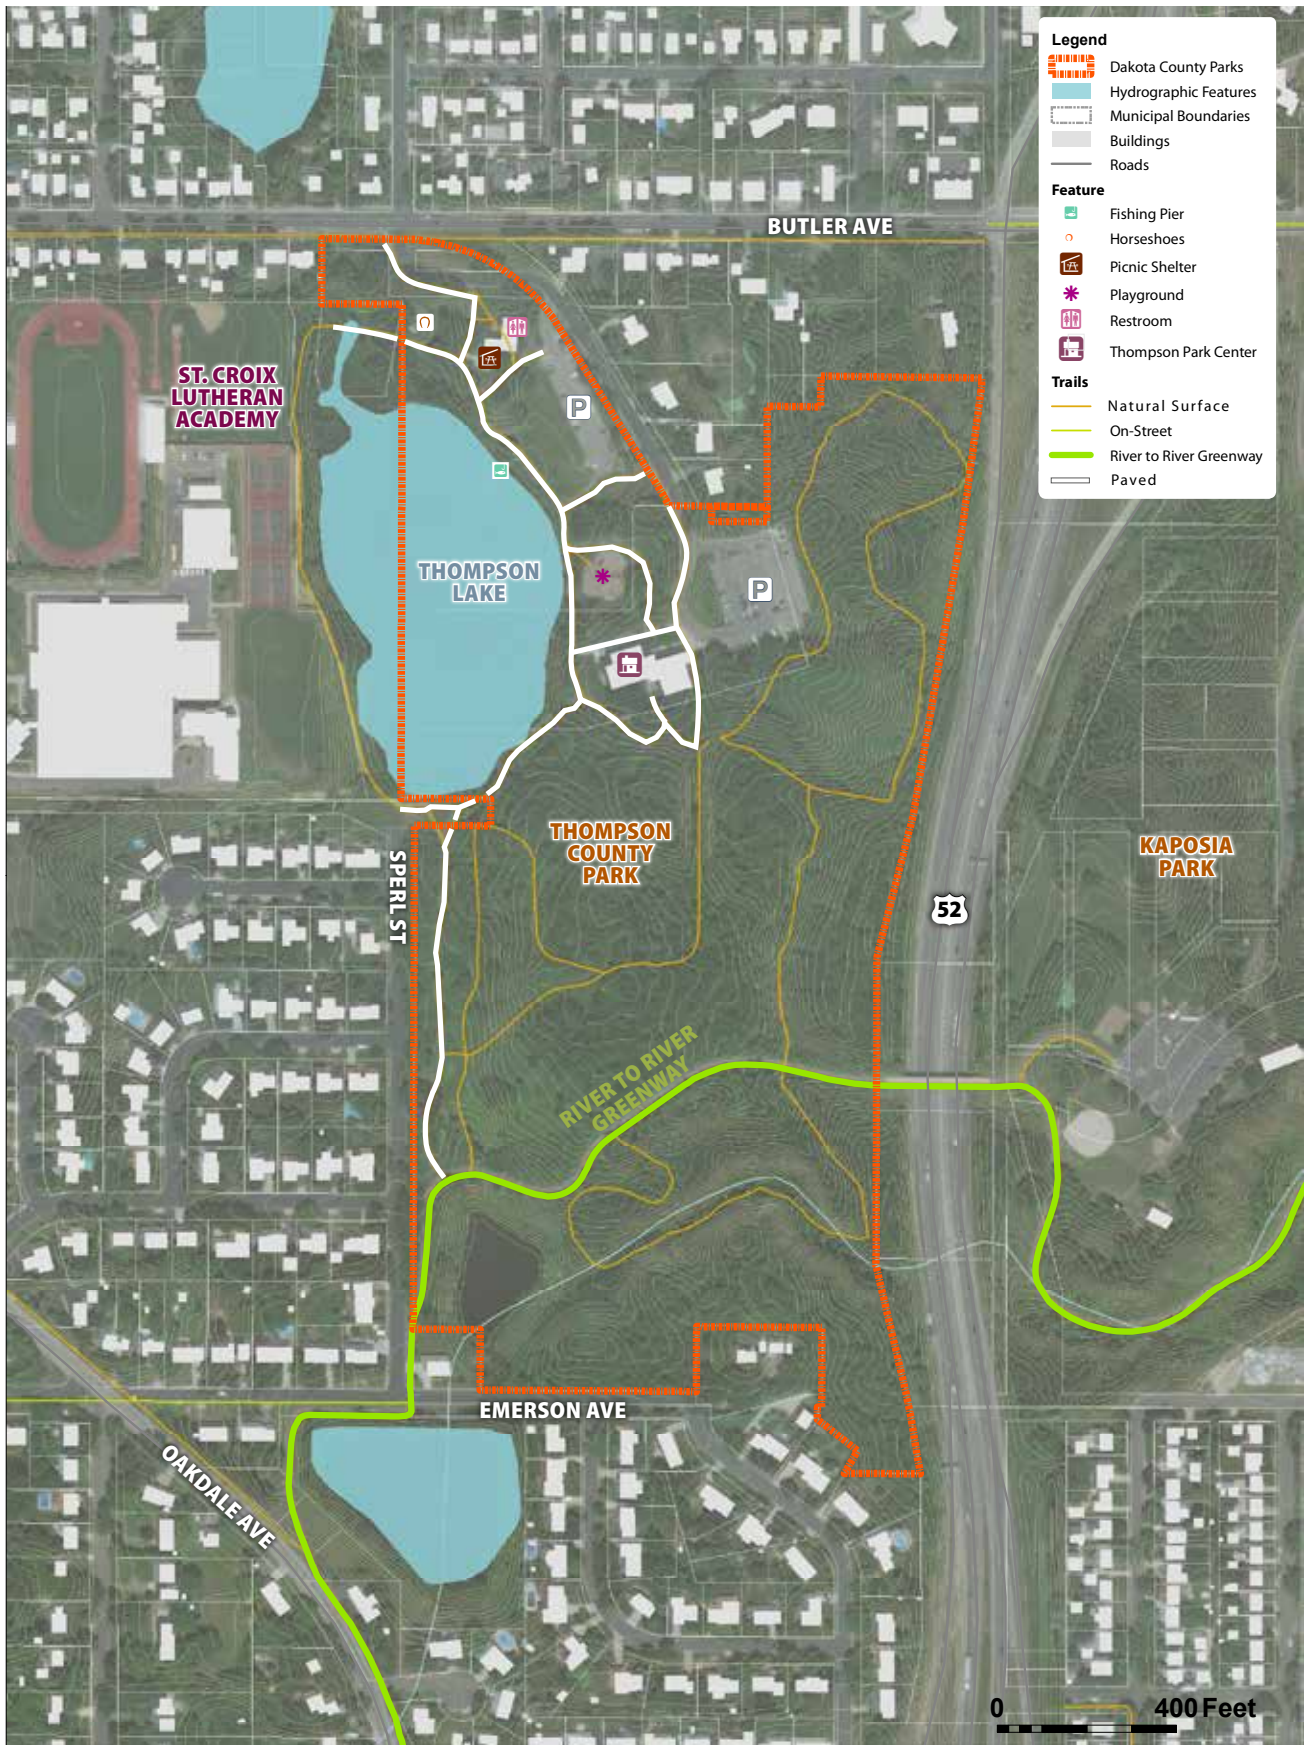 Legend
Dakota County Parks
Hydrographic Features
Municipal Boundaries
Buildings
Roads
Feature
Fishing Pier
Horseshoes
Picnic Shelter
Playground
Restroom
Thompson Park Center
Trails
Natural Surface
On-Street
River to River Greenway
Paved
BUTLER AVE
ST. CROIX
LUTHERAN
ACADEMY
P
THOMPSON
LAKE
P
THOMPSON
COUNTY
PARK
KAPOSIA
PARK
SPERL ST
52
RIVER TO RIVER
GREENWAY
EMERSON AVE
OAKDALE AVE
0 400 Feet